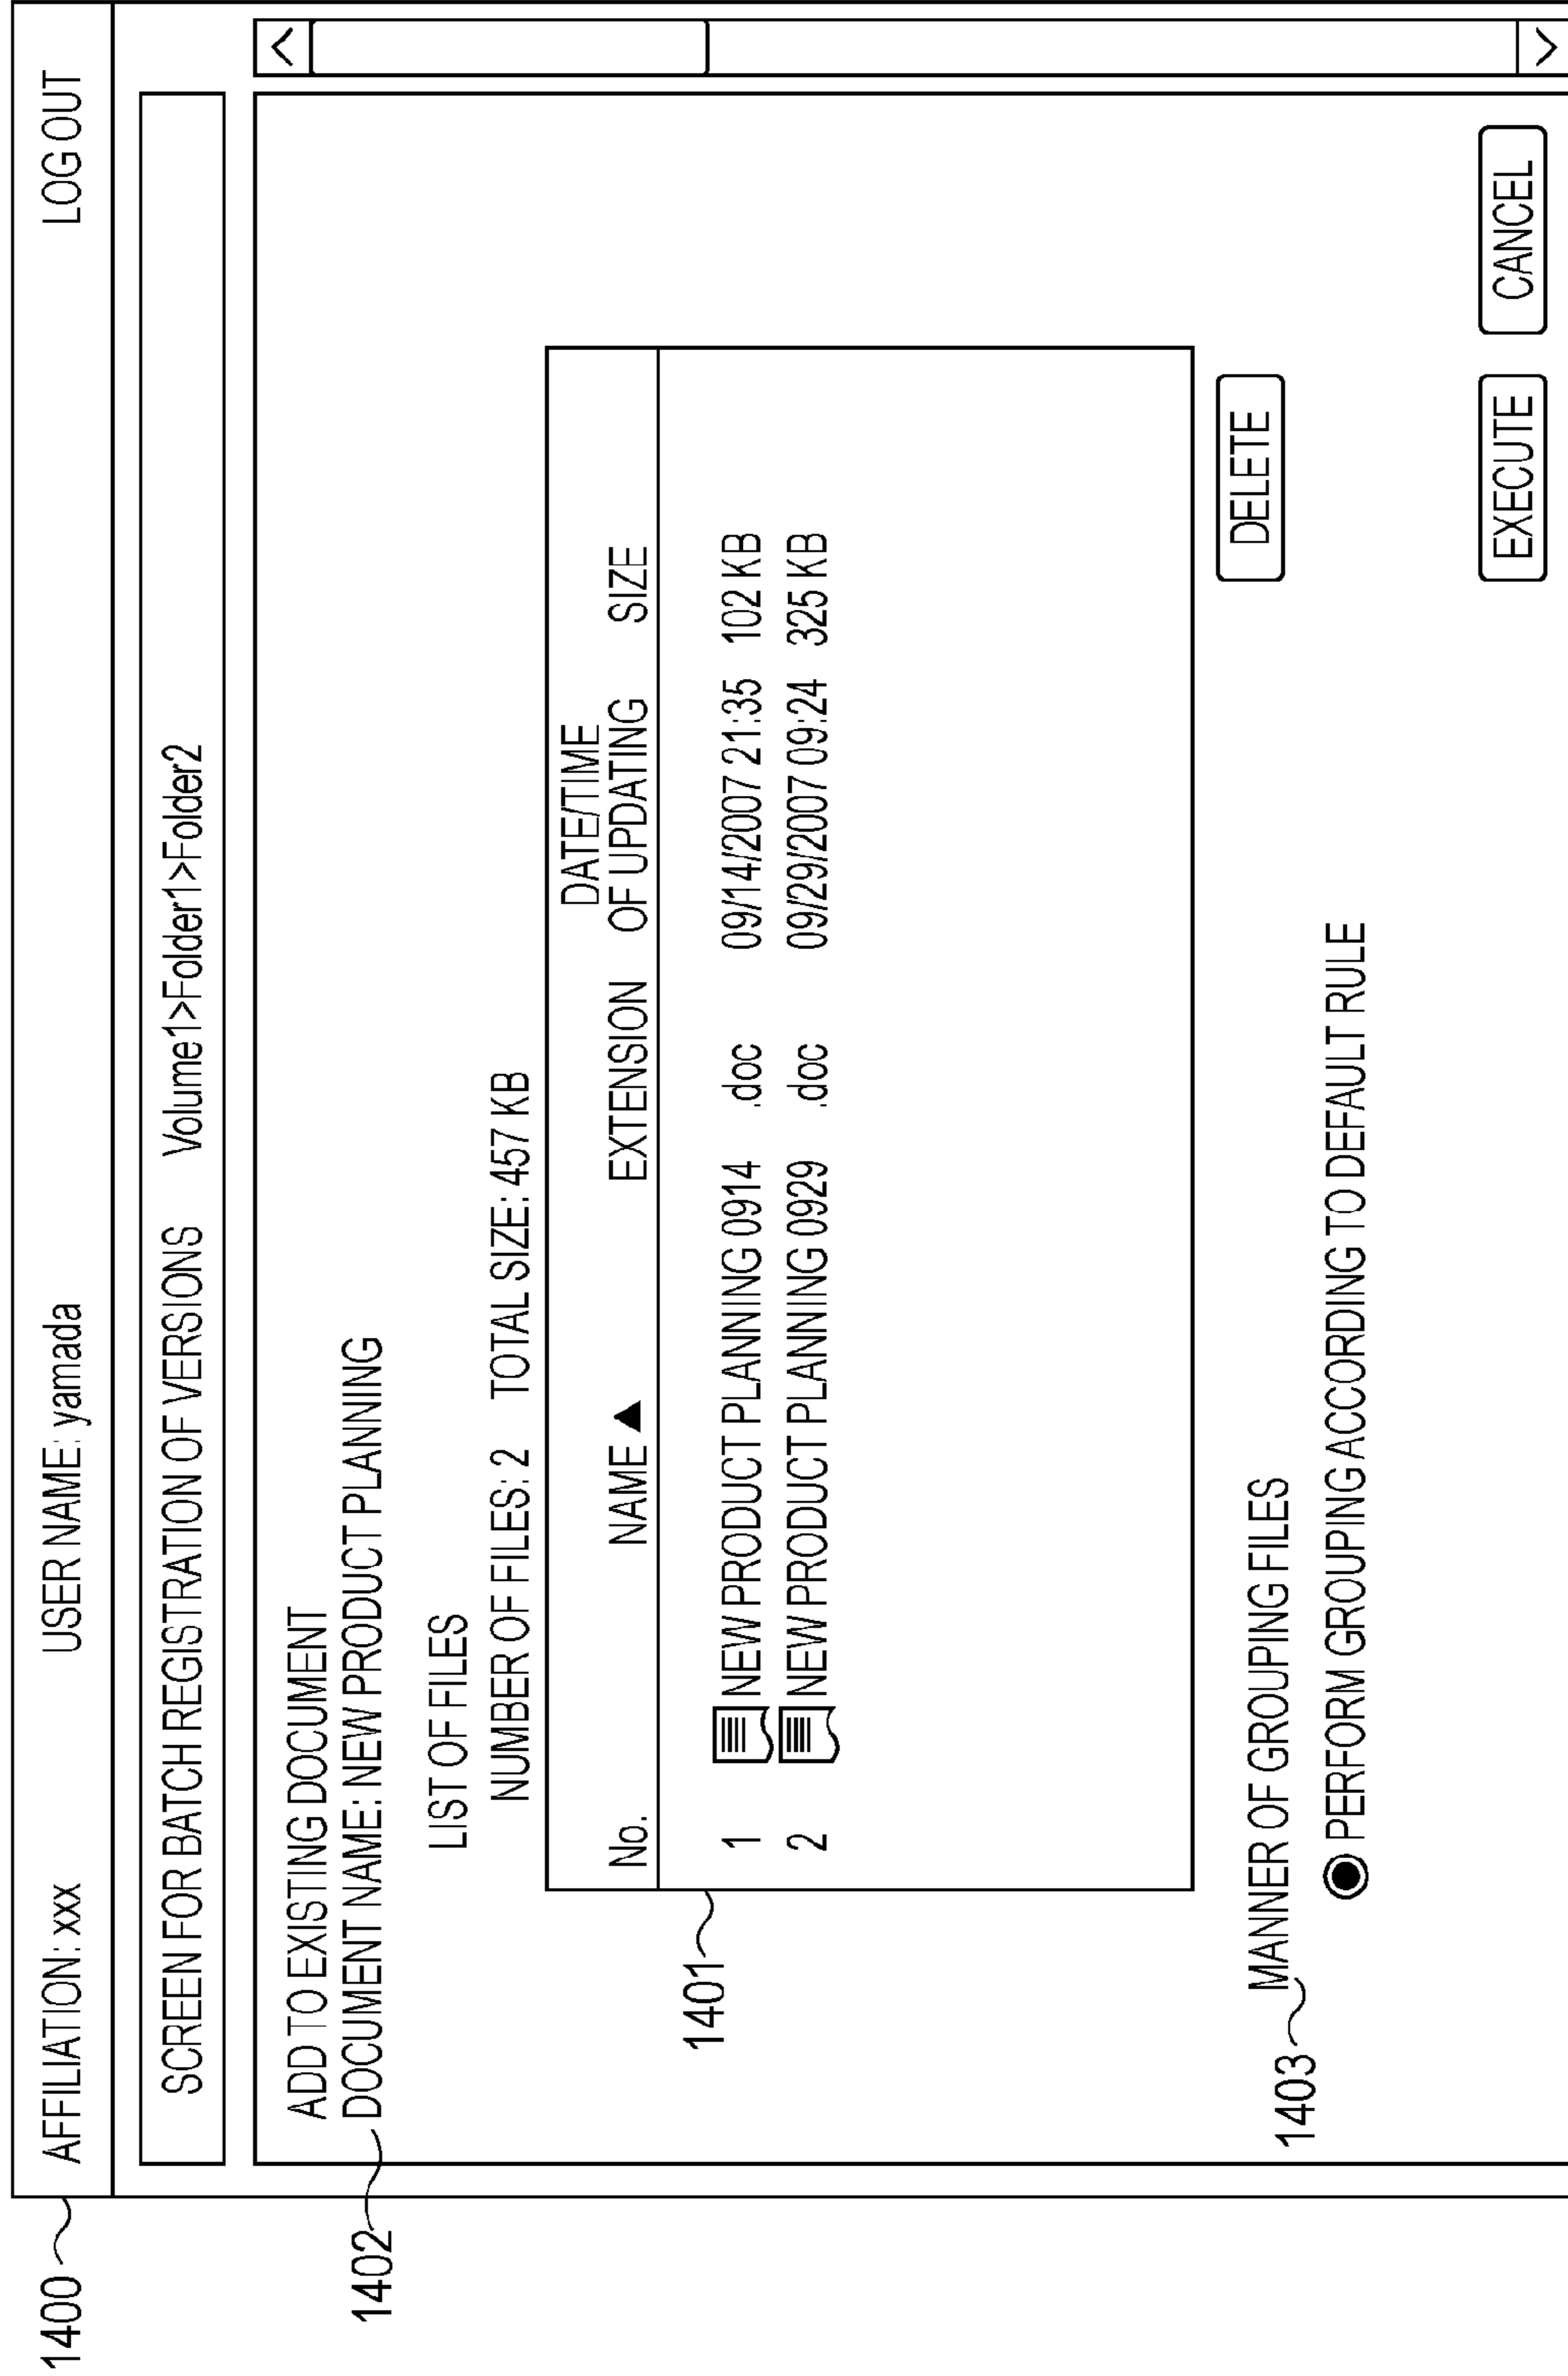 1400
AFFILIATION: xxx USER NAME: yamada LOG OUT
SCREEN FOR BATCH REGISTRATION OF VERSIONS Volume1>Folder1>Folder2
ADD TO EXISTING DOCUMENT
1402
DOCUMENT NAME: NEW PRODUCT PLANNING
LIST OF FILES
NUMBER OF FILES: 2 TOTAL SIZE: 457 KB
DATE/TIME
No. NAME ▲ EXTENSION OF UPDATING SIZE
1401
1 NEW PRODUCT PLANNING 0914 .doc 09/14/2007 21:35 102 KB
2 NEW PRODUCT PLANNING 0929 .doc 09/29/2007 09:24 325 KB
DELETE
1403
MANNER OF GROUPING FILES
PERFORM GROUPING ACCORDING TO DEFAULT RULE
EXECUTE CANCEL